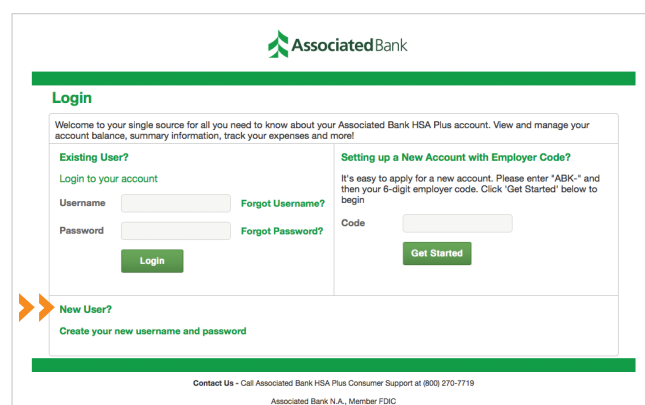 Associated Bank
Login
Welcome to your single source for all you need to know about your Associated Bank HSA Plus account. View and manage your
account balance, summary information, track your expenses and more!
Existing User?
Login to your account
Username
Forgot Username?
Password
Forgot Password?
Login
Setting up a New Account with Employer Code?
It's easy to apply for a new account. Please enter "ABK-" and
then your 6-digit employer code. Click 'Get Started' below to
begin
Code
Get Started
New User?
Create your new username and password
Contact Us - Call Associated Bank HSA Plus Consumer Support at (800) 270-7719
Associated Bank N.A., Member FDIC